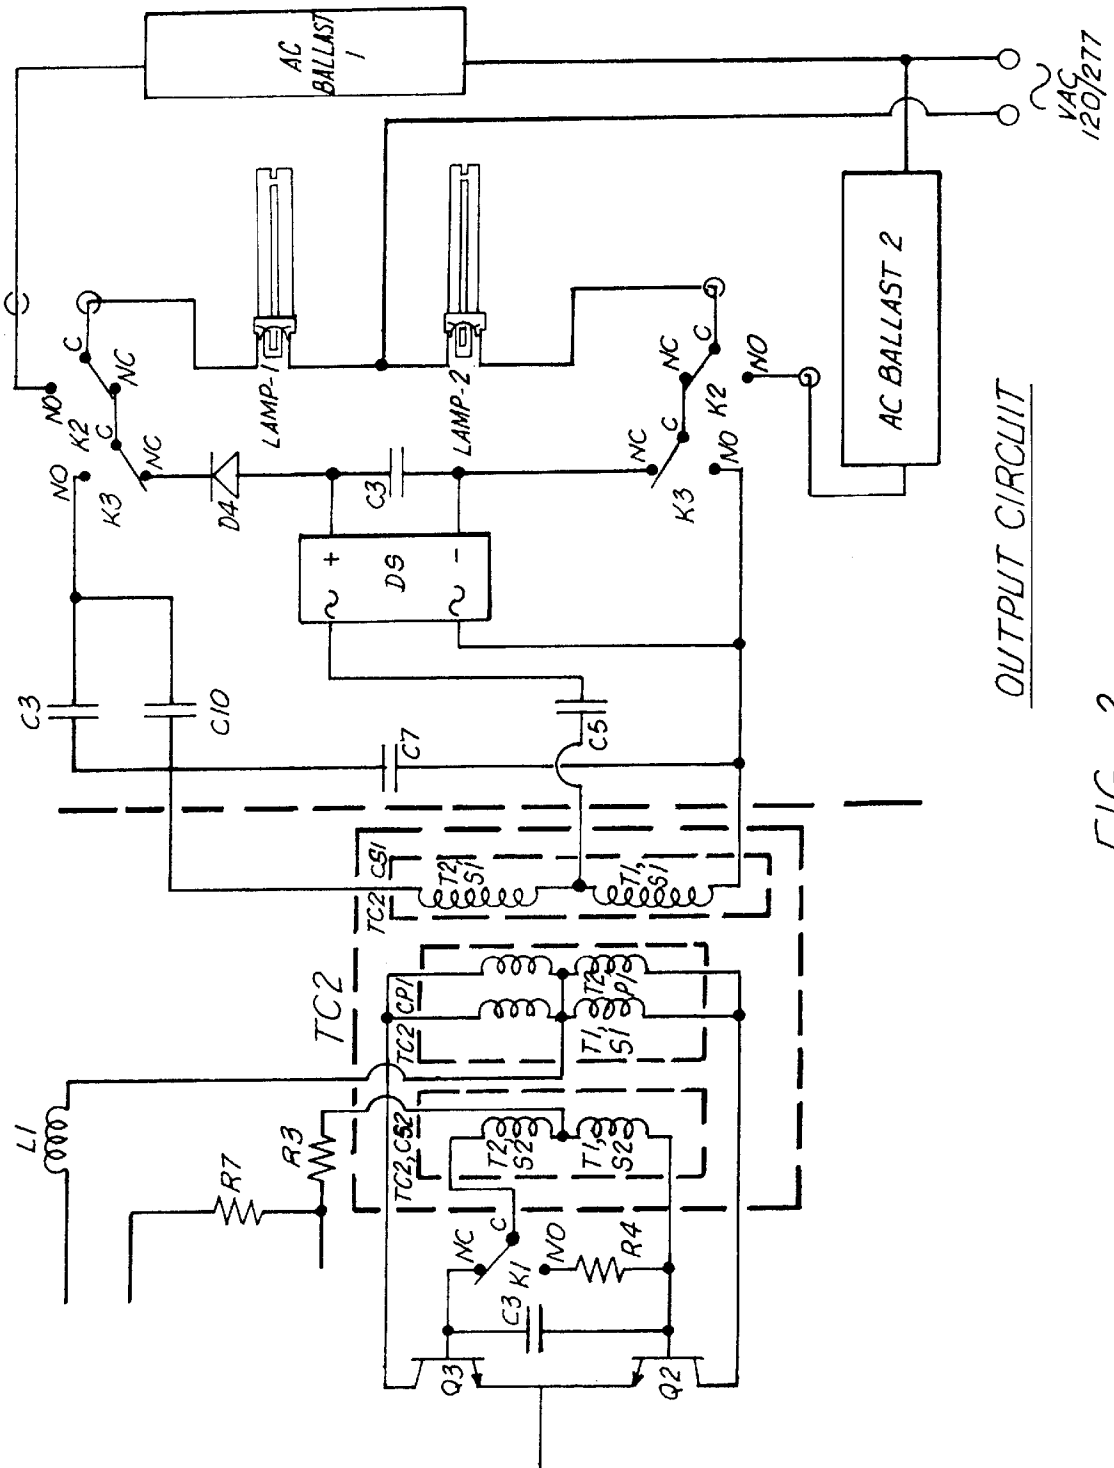 AC
BALLAST
1
VAC
120/277
C
NO
NC
K2
LAMP-1
LAMP-2
AC BALLAST 2
C
NC
K2
NO
NO
C
NC
K3
D4
C3
NC
C
K3
NO
+
-
D9
OUTPUT CIRCUIT
C3
C10
C7
C5
TC2 CS1
T2,
S1
T1,
S1
TC2
TC2 CP1
T2,
P1
T1,
S1
L1
R3
R7
TC2, CS2
T2,
S2
T1,
S2
NC
C
K1
NO
R4
C3
Q3
Q2